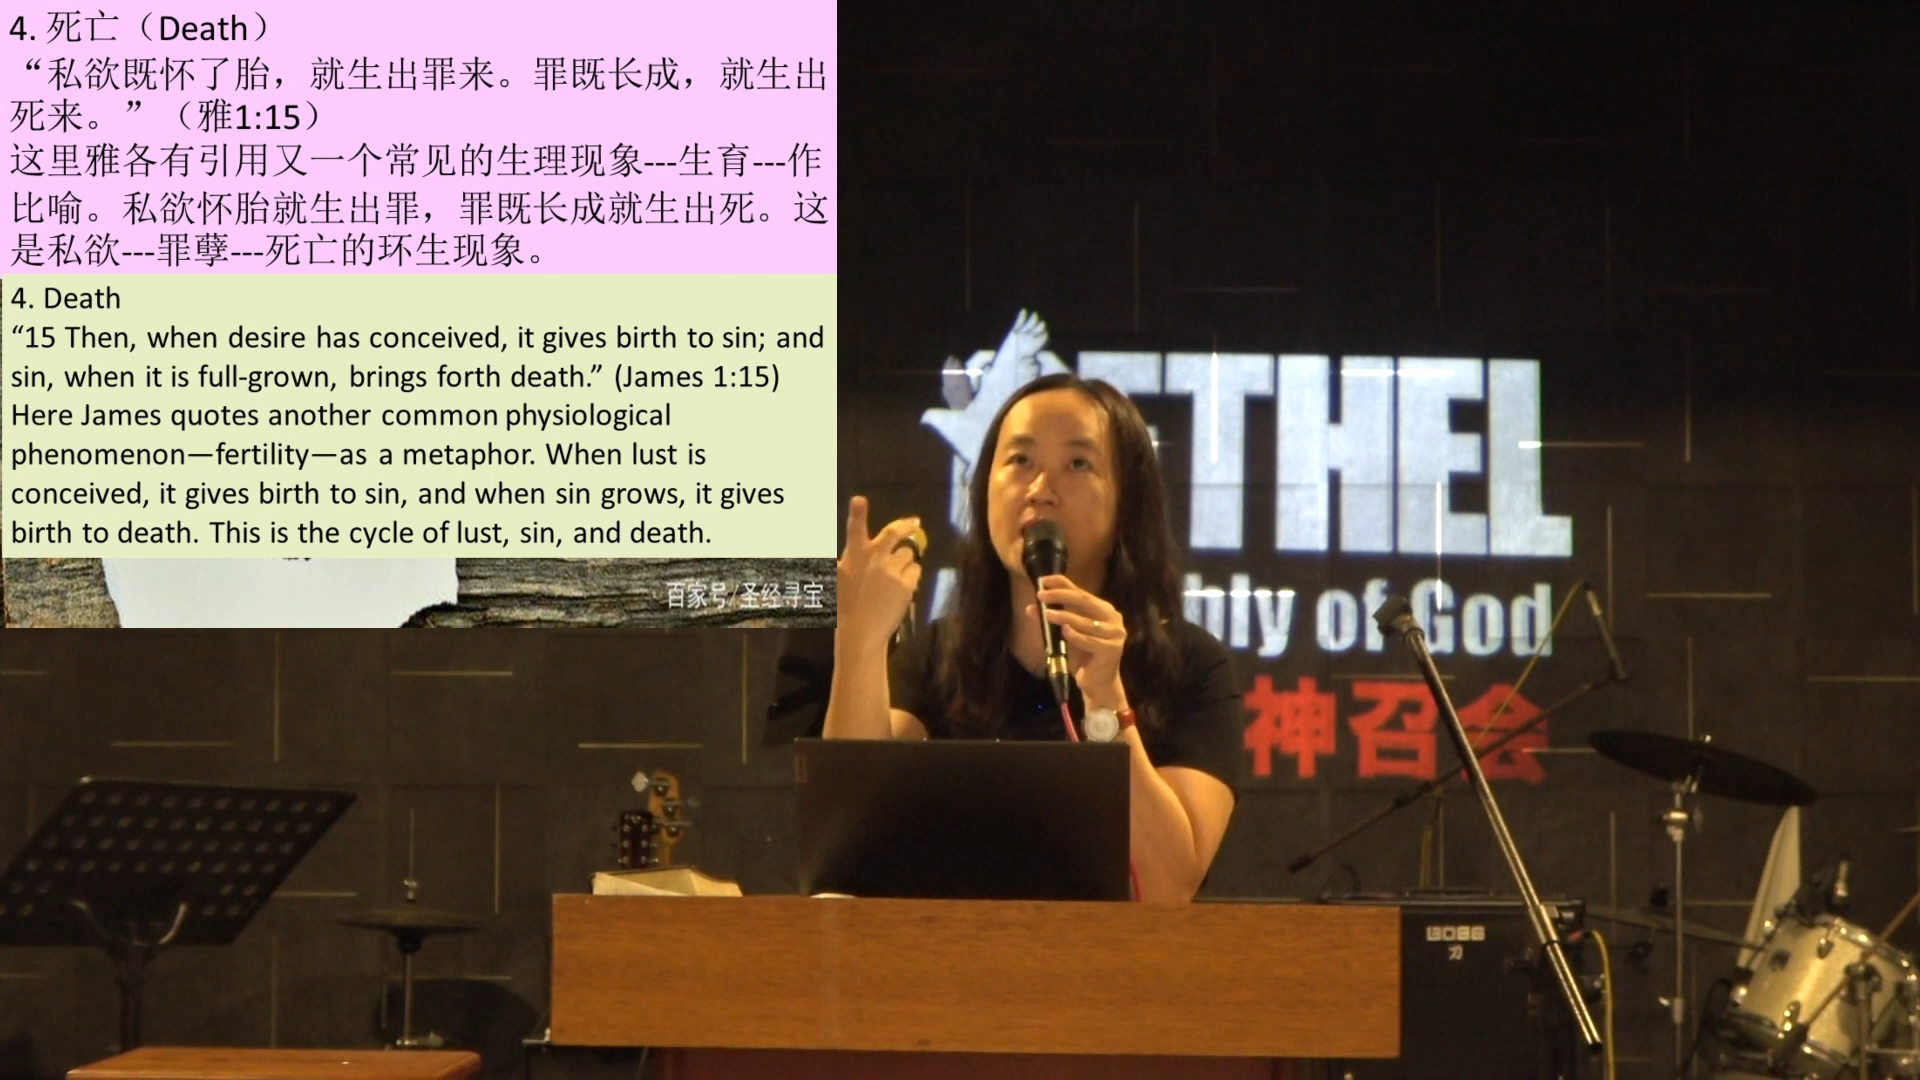 4. 死亡（Death）
“私欲既怀了胎，就生出罪来。罪既长成，就生出
死来。”（雅1:15）
这里雅各有引用又一个常见的生理现象---生育---作
比喻。私欲怀胎就生出罪，罪既长成就生出死。这
是私欲---罪孽---死亡的环生现象。
4. Death
“15 Then, when desire has conceived, it gives birth to sin; and
sin, when it is full-grown, brings forth death.” (James 1:15)
Here James quotes another common physiological
phenomenon—fertility—as a metaphor. When lust is
conceived, it gives birth to sin, and when sin grows, it gives
birth to death. This is the cycle of lust, sin, and death.
百家号/圣经寻宝
ETHEL
bly of God
神召会
BOSS